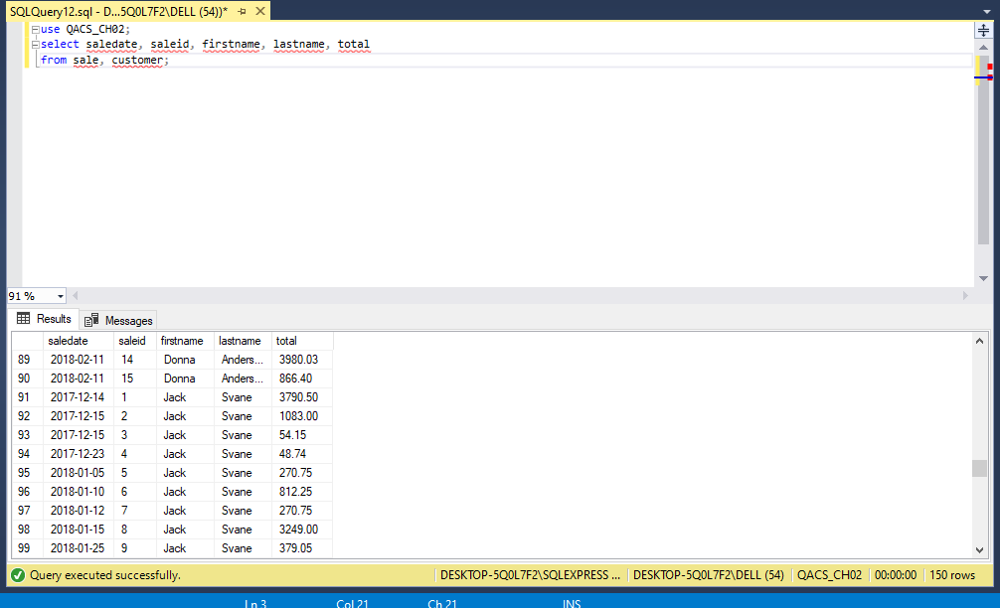 SQLQuery12.sql - D...5Q0L7F2\DELL (54))*
use QACS_CH02;
select saledate, saleid, firstname, lastname, total
from sale, customer;
91 %
Results Messages
saledate saleid firstname lastname total
89 2018-02-11 14 Donna Anders... 3980.03
90 2018-02-11 15 Donna Anders... 866.40
91 2017-12-14 1 Jack Svane 3790.50
92 2017-12-15 2 Jack Svane 1083.00
93 2017-12-15 3 Jack Svane 54.15
94 2017-12-23 4 Jack Svane 48.74
95 2018-01-05 5 Jack Svane 270.75
96 2018-01-10 6 Jack Svane 812.25
97 2018-01-12 7 Jack Svane 270.75
98 2018-01-15 8 Jack Svane 3249.00
99 2018-01-25 9 Jack Svane 379.05
Query executed successfully. DESKTOP-5Q0L7F2\SQLEXPRESS ... DESKTOP-5Q0L7F2\DELL (54) QACS_CH02 00:00:00 150 rows
Ln 3 Col 21 Ch 21 INS